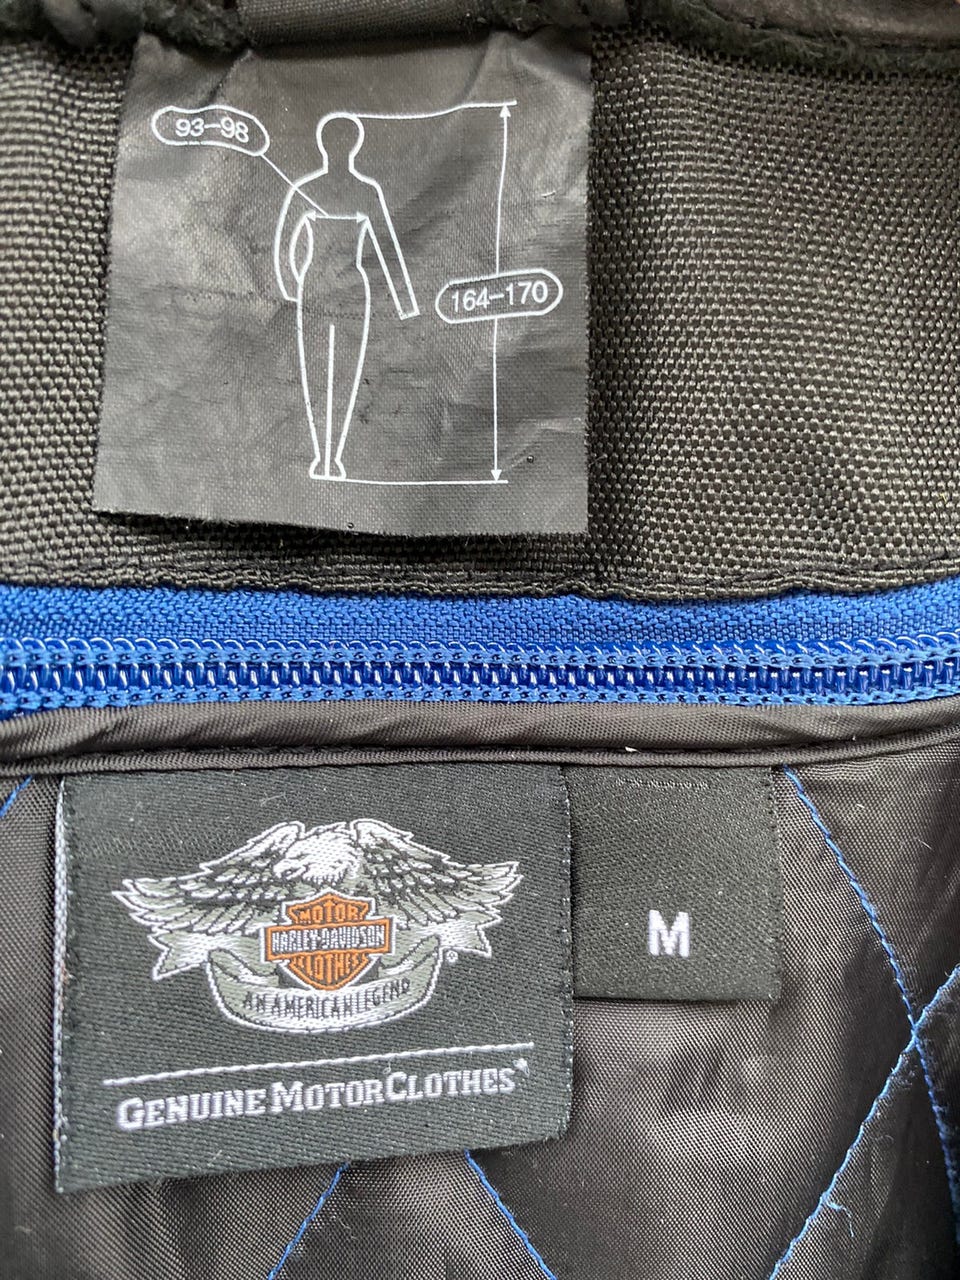 93–98
164–170
MOTOR
HARLEY-DAVIDSON
CLOTHES
®
AN AMERICAN LEGEND
M
GENUINE MOTORCLOTHES